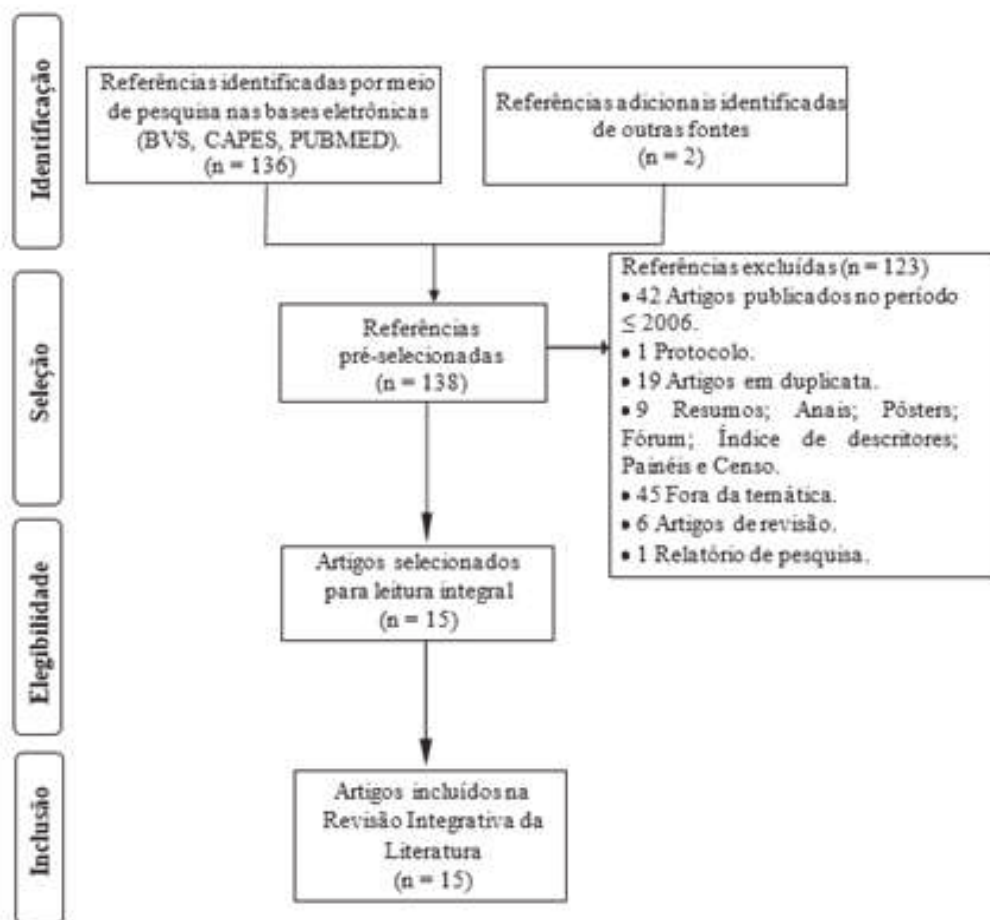 Identificação
Referências identificadas por meio
de pesquisa nas bases eletrônicas
(BVS, CAPES, PUBMED).
(n = 136)
Referências adicionais identificadas
de outras fontes
(n = 2)
Seleção
Referências
pré-selecionadas
(n = 138)
Referências excluídas (n = 123)
• 42 Artigos publicados no período
≤ 2006.
• 1 Protocolo.
• 19 Artigos em duplicata.
• 9 Resumos; Anais; Pôsters;
Fórum; Índice de descritores;
Painéis e Censo.
• 45 Fora da temática.
• 6 Artigos de revisão.
• 1 Relatório de pesquisa.
Elegibilidade
Artigos selecionados
para leitura integral
(n = 15)
Inclusão
Artigos incluídos na
Revisão Integrativa da
Literatura
(n = 15)